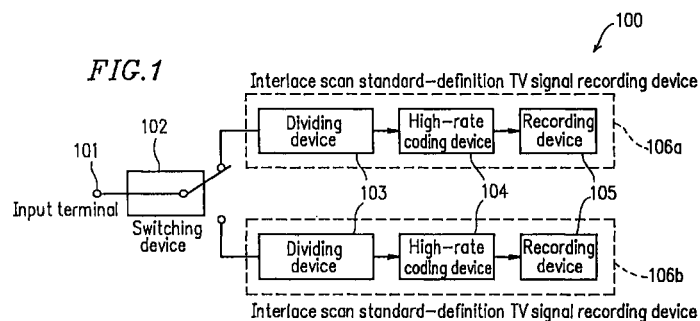 FIG.1
100
Interlace scan standard-definition TV signal recording device
102
101
Input terminal
Switching
device
Dividing
device
High-rate
coding device
Recording
device
106a
103
104
105
Dividing
device
High-rate
coding device
Recording
device
106b
Interlace scan standard-definition TV signal recording device